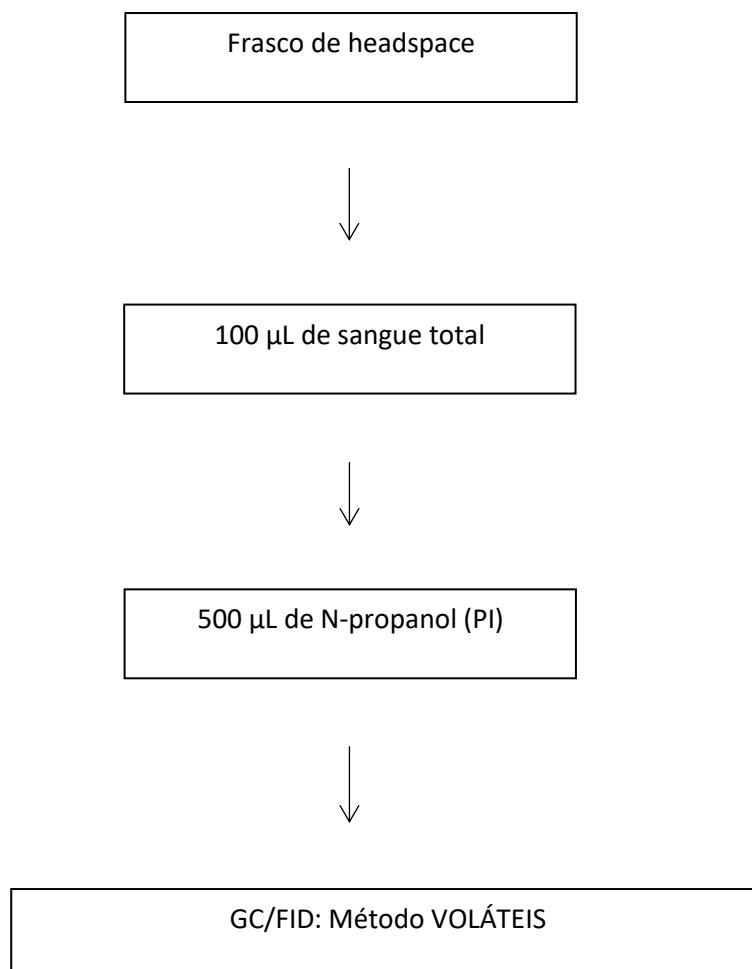 Frasco de headspace
100 µL de sangue total
500 µL de N-propanol (PI)
GC/FID: Método VOLÁTEIS